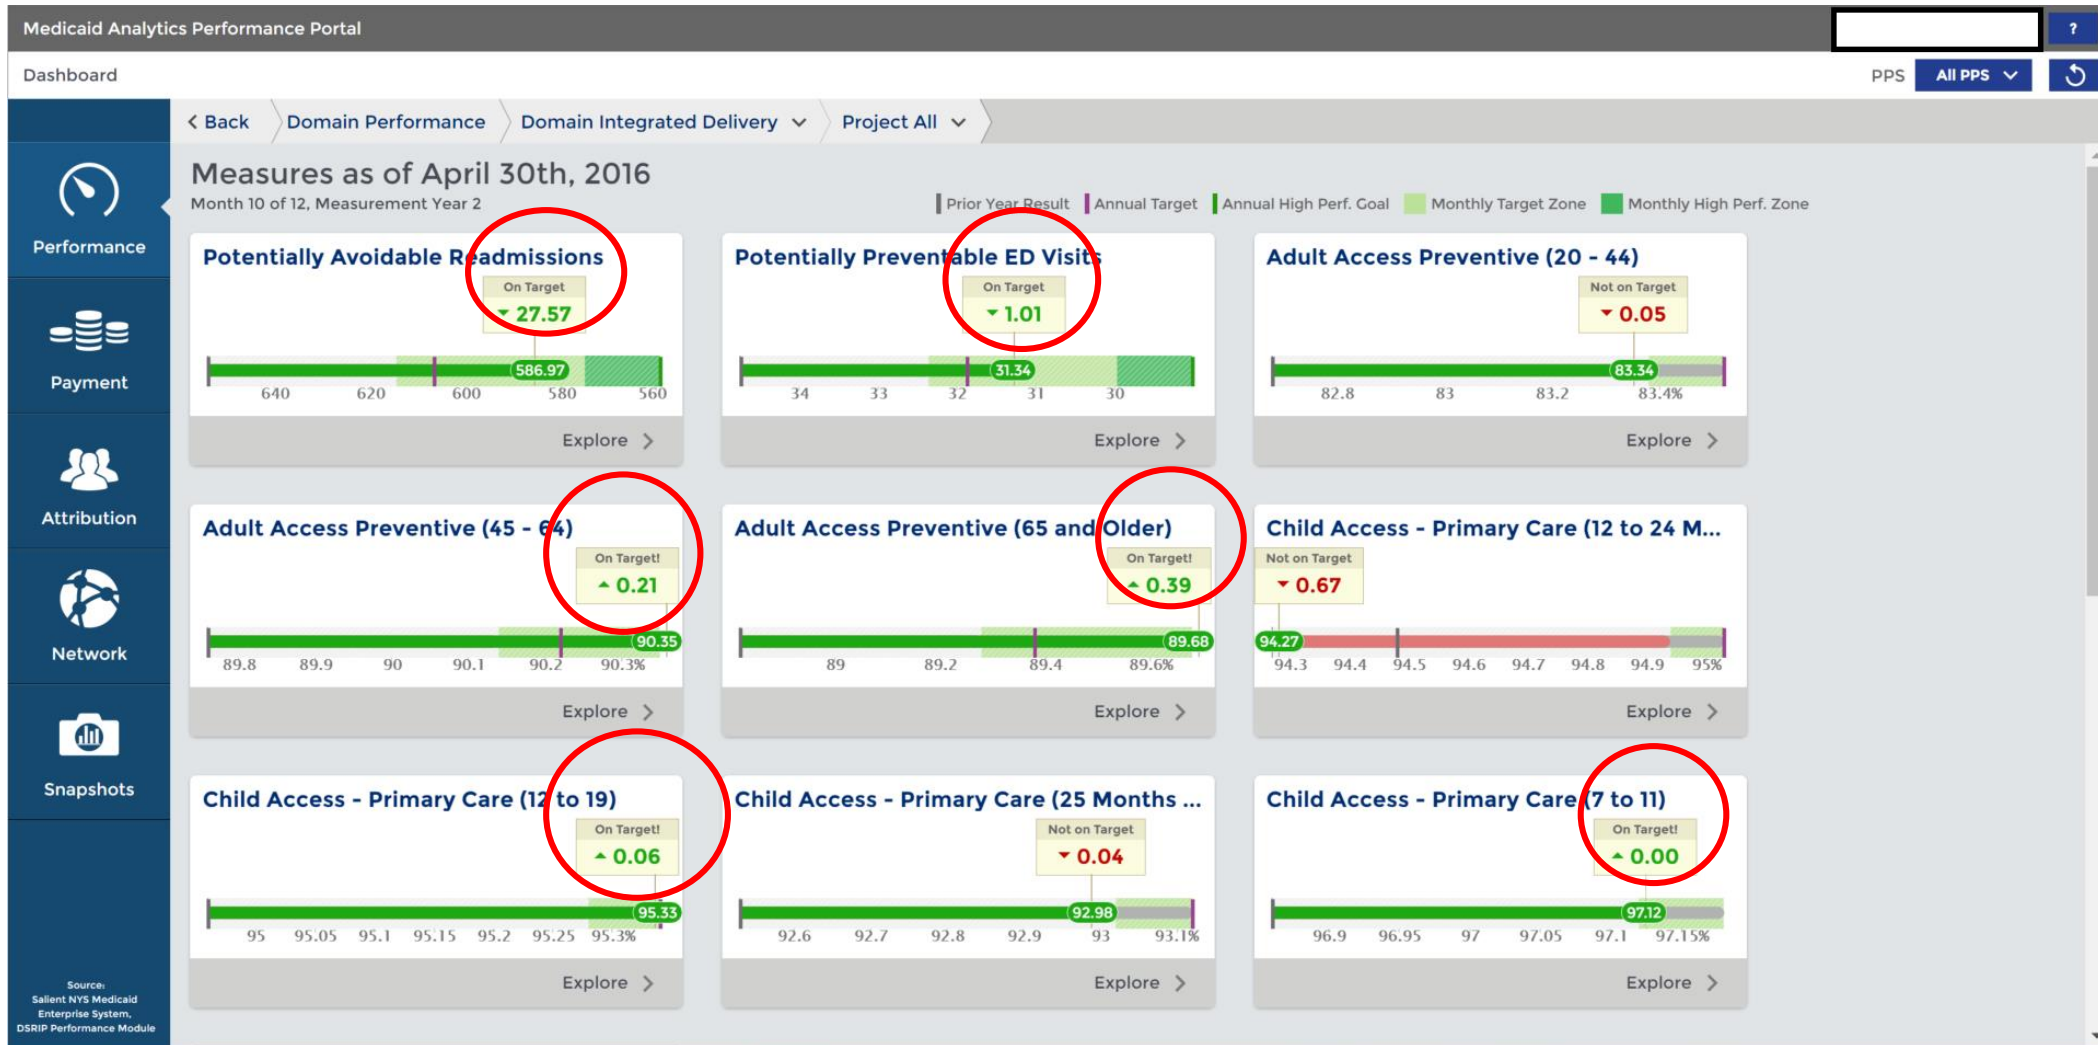 Medicaid Analytics Performance Portal
?
Dashboard
PPS All PPS
Back Domain Performance Domain Integrated Delivery Project All
Measures as of April 30th, 2016
Month 10 of 12, Measurement Year 2
Prior Year Result Annual Target Annual High Perf. Goal Monthly Target Zone Monthly High Perf. Zone
Performance
Payment
Attribution
Network
Snapshots
Source:
Salient NYS Medicaid
Enterprise System,
DSRIP Performance Module
Potentially Avoidable Readmissions
On Target
27.57
586.97
640 620 600 580 560
Explore
Potentially Preventable ED Visits
On Target
1.01
31.34
34 33 32 31 30
Explore
Adult Access Preventive (20 - 44)
Not on Target
0.05
83.34
82.8 83 83.2 83.4%
Explore
Adult Access Preventive (45 - 64)
On Target!
0.21
90.35
89.8 89.9 90 90.1 90.2 90.3%
Explore
Adult Access Preventive (65 and Older)
On Target!
0.39
89.68
89 89.2 89.4 89.6%
Explore
Child Access - Primary Care (12 to 24 M...
Not on Target
0.67
94.27
94.3 94.4 94.5 94.6 94.7 94.8 94.9 95%
Explore
Child Access - Primary Care (12 to 19)
On Target!
0.06
95.33
95 95.05 95.1 95.15 95.2 95.25 95.3%
Explore
Child Access - Primary Care (25 Months ...
Not on Target
0.04
92.98
92.6 92.7 92.8 92.9 93 93.1%
Explore
Child Access - Primary Care (7 to 11)
On Target!
0.00
97.12
96.9 96.95 97 97.05 97.1 97.15%
Explore